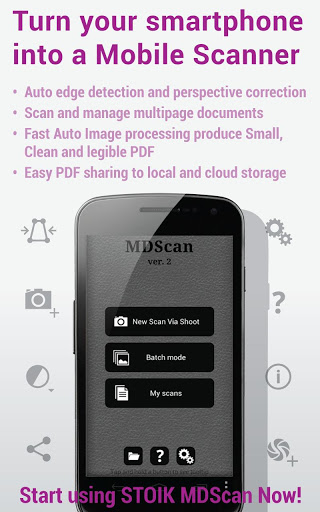 Turn your smartphone
into a Mobile Scanner
• Auto edge detection and perspective correction
• Scan and manage multipage documents
• Fast Auto Image processing produce Small,
Clean and legible PDF
• Easy PDF sharing to local and cloud storage
MDScan
ver. 2
New Scan Via Shoot
Batch mode
My scans
Start using STOIK MDScan Now!